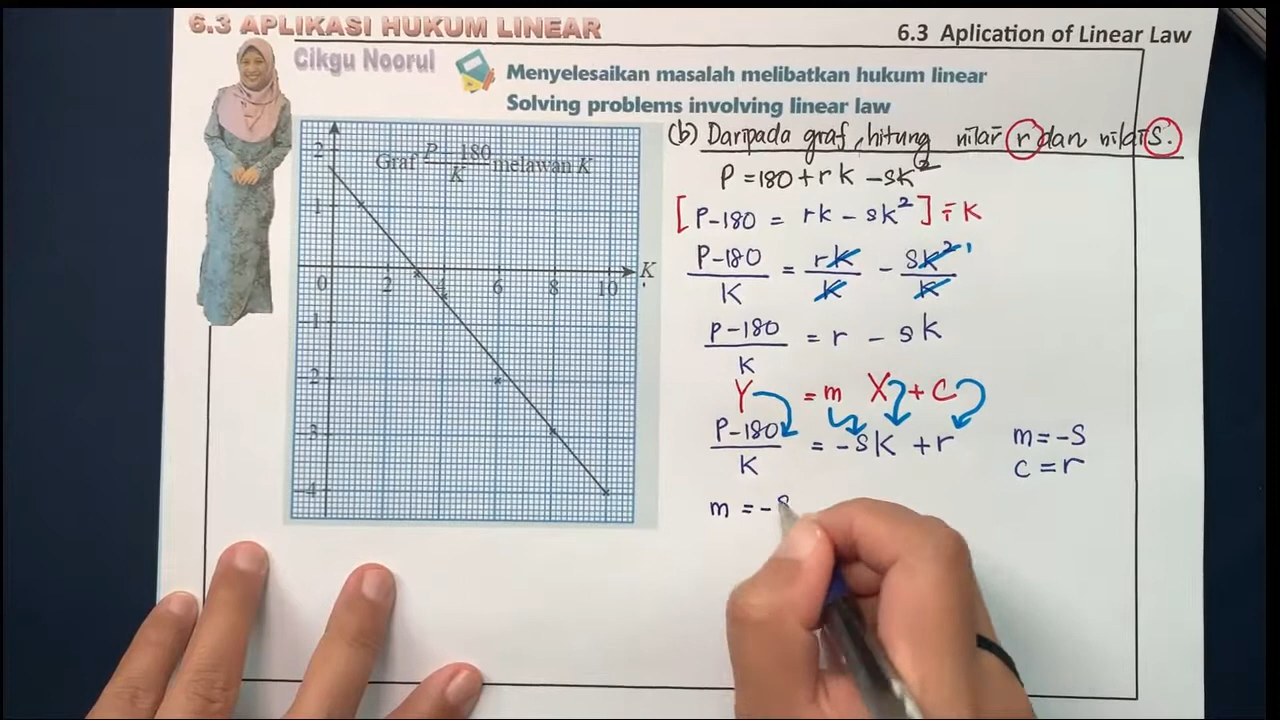 6.3 APLIKASI HUKUM LINEAR
6.3 Aplication of Linear Law
Cikgu Noorul
Menyelesaikan masalah melibatkan hukum linear
Solving problems involving linear law
Graf P – 180 / K melawan K
2
1
0 2 4 6 8 10 K
-1
-2
-3
-4
(b) Daripada graf, hitung nilai r dan nilai s.
P = 180 + rk - sk²
[P-180 = rk - sk²] ÷ K
P-180 / K = rk / k - sk² / k
P-180 / K = r - sk
Y = m X + C
P-180 / K = -sk + r
m = -s
c = r
m = -s